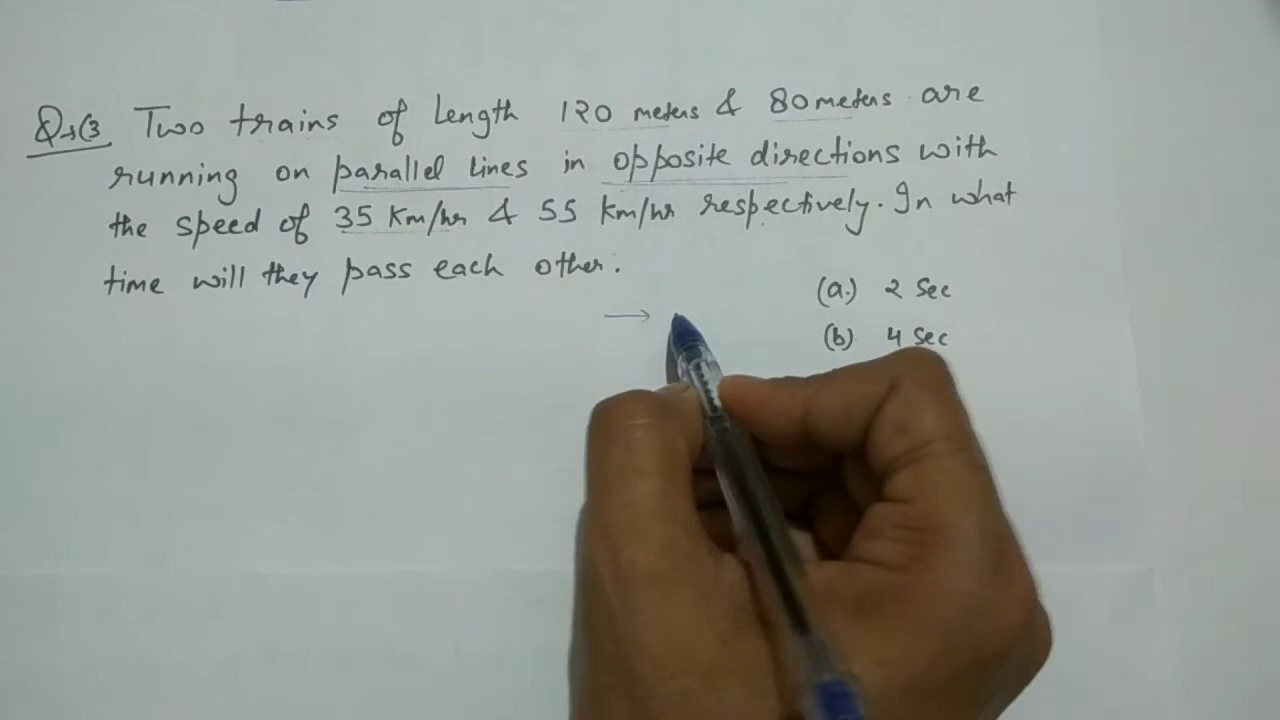 Q→(3 Two trains of length 120 meters & 80 meters are
running on parallel lines in opposite directions with
the speed of 35 Km/hr & 55 Km/hr respectively. In what
time will they pass each other.
(a.) 2 Sec
→
(b) 4 Sec